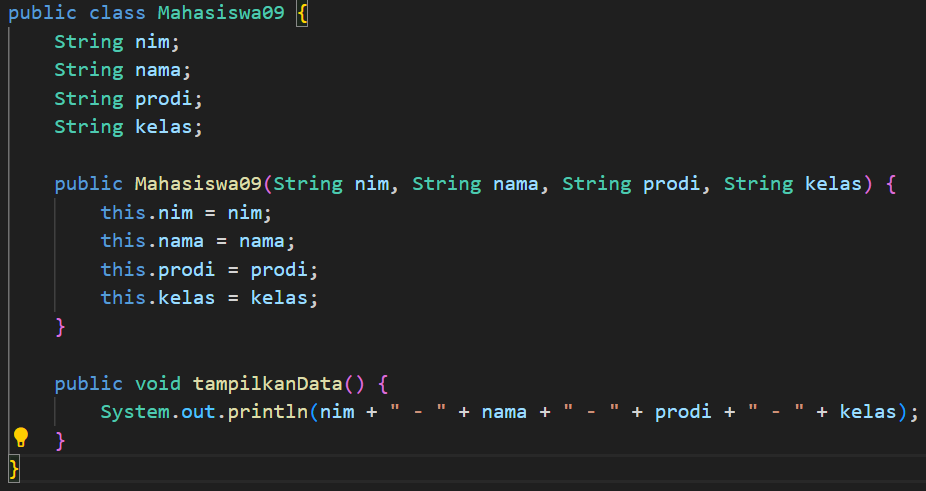 public class Mahasiswa09 {
    String nim;
    String nama;
    String prodi;
    String kelas;

    public Mahasiswa09(String nim, String nama, String prodi, String kelas) {
        this.nim = nim;
        this.nama = nama;
        this.prodi = prodi;
        this.kelas = kelas;
    }

    public void tampilkanData() {
        System.out.println(nim + " - " + nama + " - " + prodi + " - " + kelas);
    }
}